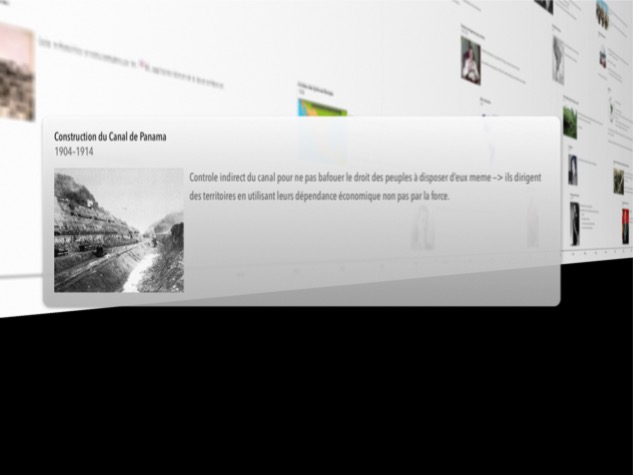 Construction du Canal de Panama
1904-1914
Controle indirect du canal pour ne pas bafouer le droit des peuples à disposer d'eux meme --> ils dirigent
des territoires en utilisant leurs dépendance économique non pas par la force.